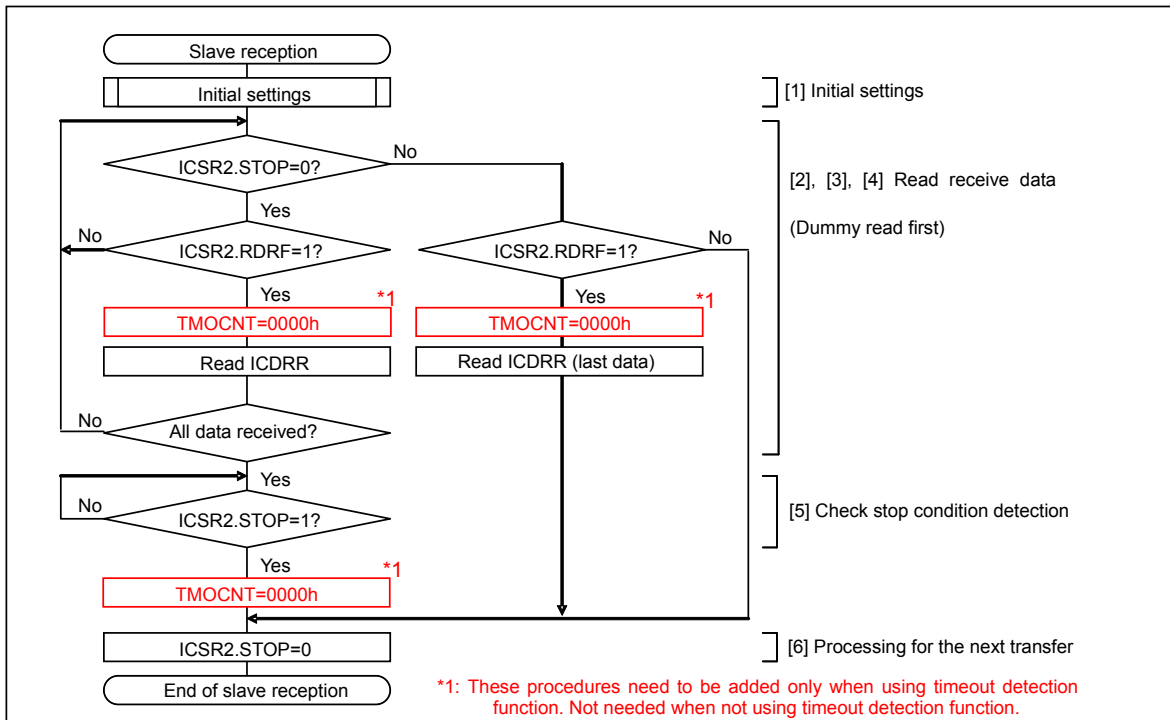 Slave reception
Initial settings
[1] Initial settings
ICSR2.STOP=0?
No
Yes
[2], [3], [4] Read receive data
(Dummy read first)
No
ICSR2.RDRF=1?
ICSR2.RDRF=1?
No
Yes
*1
Yes
*1
TMOCNT=0000h
TMOCNT=0000h
Read ICDRR
Read ICDRR (last data)
No
All data received?
Yes
No
ICSR2.STOP=1?
[5] Check stop condition detection
Yes
*1
TMOCNT=0000h
ICSR2.STOP=0
[6] Processing for the next transfer
End of slave reception
*1: These procedures need to be added only when using timeout detection
function. Not needed when not using timeout detection function.